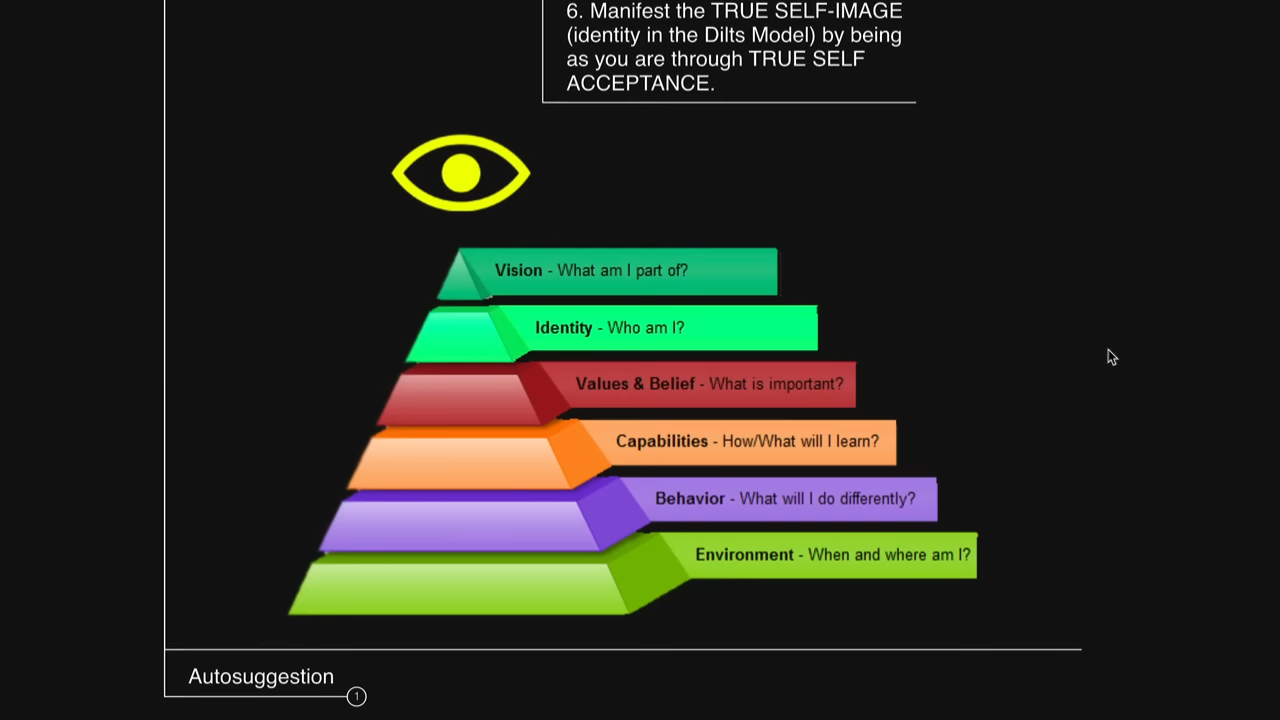 6. Manifest the TRUE SELF-IMAGE
(identity in the Dilts Model) by being
as you are through TRUE SELF
ACCEPTANCE.
Vision - What am I part of?
Identity - Who am I?
Values & Belief - What is important?
Capabilities - How/What will I learn?
Behavior - What will I do differently?
Environment - When and where am I?
Autosuggestion
1